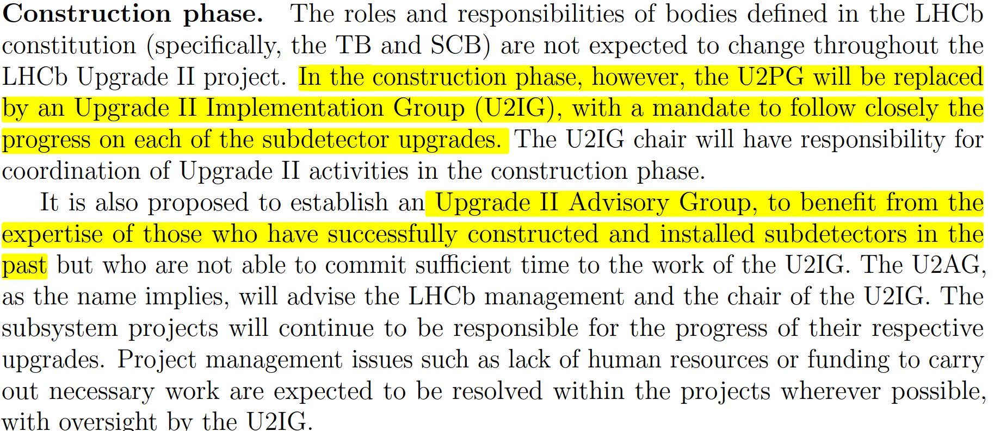 Construction phase. The roles and responsibilities of bodies defined in the LHCb
constitution (specifically, the TB and SCB) are not expected to change throughout the
LHCb Upgrade II project. In the construction phase, however, the U2PG will be replaced
by an Upgrade II Implementation Group (U2IG), with a mandate to follow closely the
progress on each of the subdetector upgrades. The U2IG chair will have responsibility for
coordination of Upgrade II activities in the construction phase.
It is also proposed to establish an Upgrade II Advisory Group, to benefit from the
expertise of those who have successfully constructed and installed subdetectors in the
past but who are not able to commit sufficient time to the work of the U2IG. The U2AG,
as the name implies, will advise the LHCb management and the chair of the U2IG. The
subsystem projects will continue to be responsible for the progress of their respective
upgrades. Project management issues such as lack of human resources or funding to carry
out necessary work are expected to be resolved within the projects wherever possible,
with oversight by the U2IG.